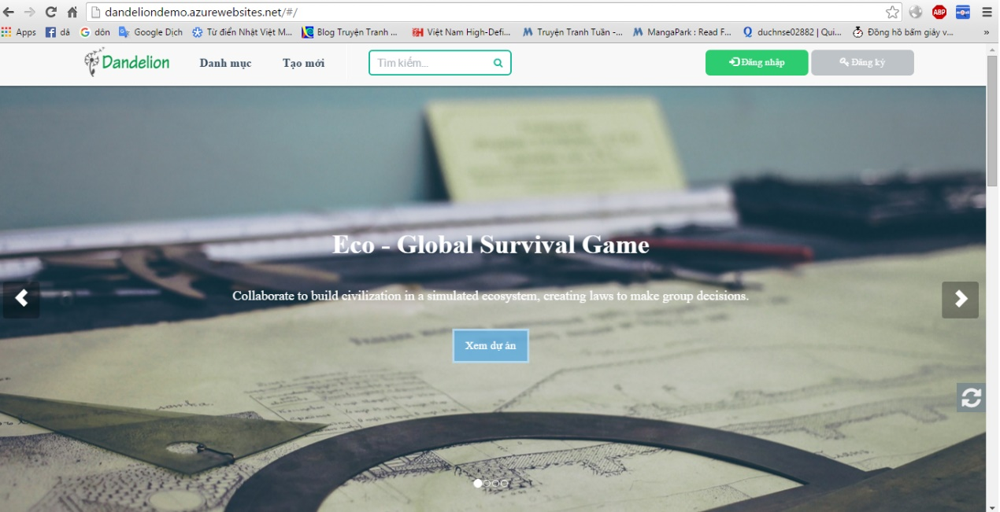 dandeliondemo.azurewebsites.net/#/
ABP
Apps dâ dón Google Dịch Từ điển Nhật Việt M... Blog Truyện Tranh ... Việt Nam High-Defi... Truyện Tranh Tuần -... MangaPark : Read F... duchnse02882 | Qui... Đồng hồ bấm giây v... »
Dandelion Danh mục Tạo mới Tìm kiếm... Đăng nhập Đăng ký
Eco - Global Survival Game
Collaborate to build civilization in a simulated ecosystem, creating laws to make group decisions.
Xem dự án